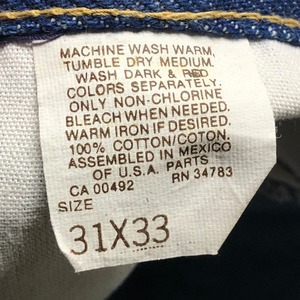 MACHINE WASH WARM,
TUMBLE DRY MEDIUM.
WASH DARK & RED
COLORS SEPARATELY.
ONLY NON-CHLORINE
BLEACH WHEN NEEDED.
WARM IRON IF DESIRED.
100% COTTON/COTON.
ASSEMBLED IN MEXICO
OF U.S.A. PARTS
CA 00492 RN 34783
SIZE
31X33